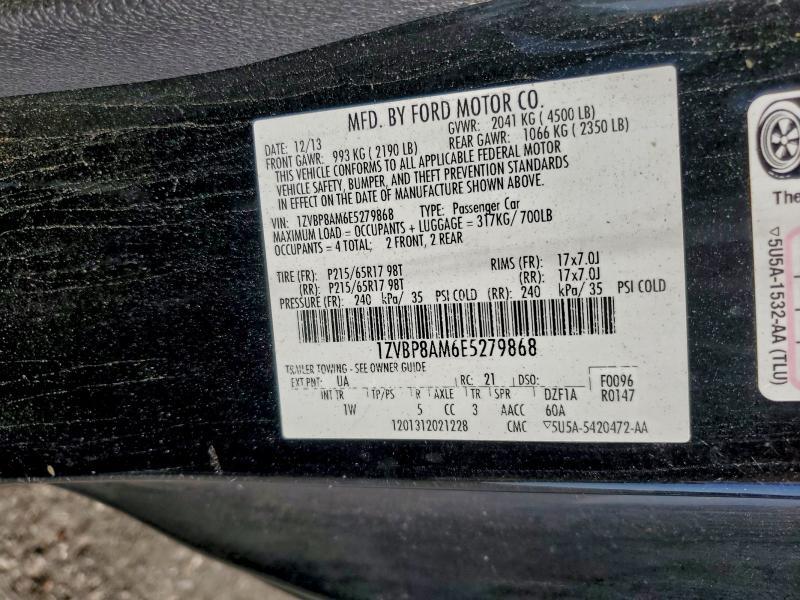 MFD. BY FORD MOTOR CO.
DATE: 12/13 GVWR: 2041 KG ( 4500 LB)
FRONT GAWR: 993 KG ( 2190 LB) REAR GAWR: 1066 KG ( 2350 LB)
THIS VEHICLE CONFORMS TO ALL APPLICABLE FEDERAL MOTOR
VEHICLE SAFETY, BUMPER, AND THEFT PREVENTION STANDARDS
IN EFFECT ON THE DATE OF MANUFACTURE SHOWN ABOVE.
VIN: 1ZVBP8AM6E5279868 TYPE: Passenger Car
MAXIMUM LOAD = OCCUPANTS + LUGGAGE = 317KG/ 700LB
OCCUPANTS = 4 TOTAL; 2 FRONT, 2 REAR
TIRE (FR): P215/65R17 98T RIMS (FR): 17x7.0J
(RR): P215/65R17 98T (RR): 17x7.0J
PRESSURE (FR): 240 kPa/ 35 PSI COLD (RR): 240 kPa/ 35 PSI COLD
1ZVBP8AM6E5279868
TRAILER TOWING - SEE OWNER GUIDE
EXT PNT: UA RC: 21 DSO: F0096
INT TR TP/PS R AXLE TR SPR DZF1A R0147
1W 5 CC 3 AACC 60A
1201312021228 CMC ▽5U5A-5420472-AA
The
▽5U5A-1532-AA (TLU)